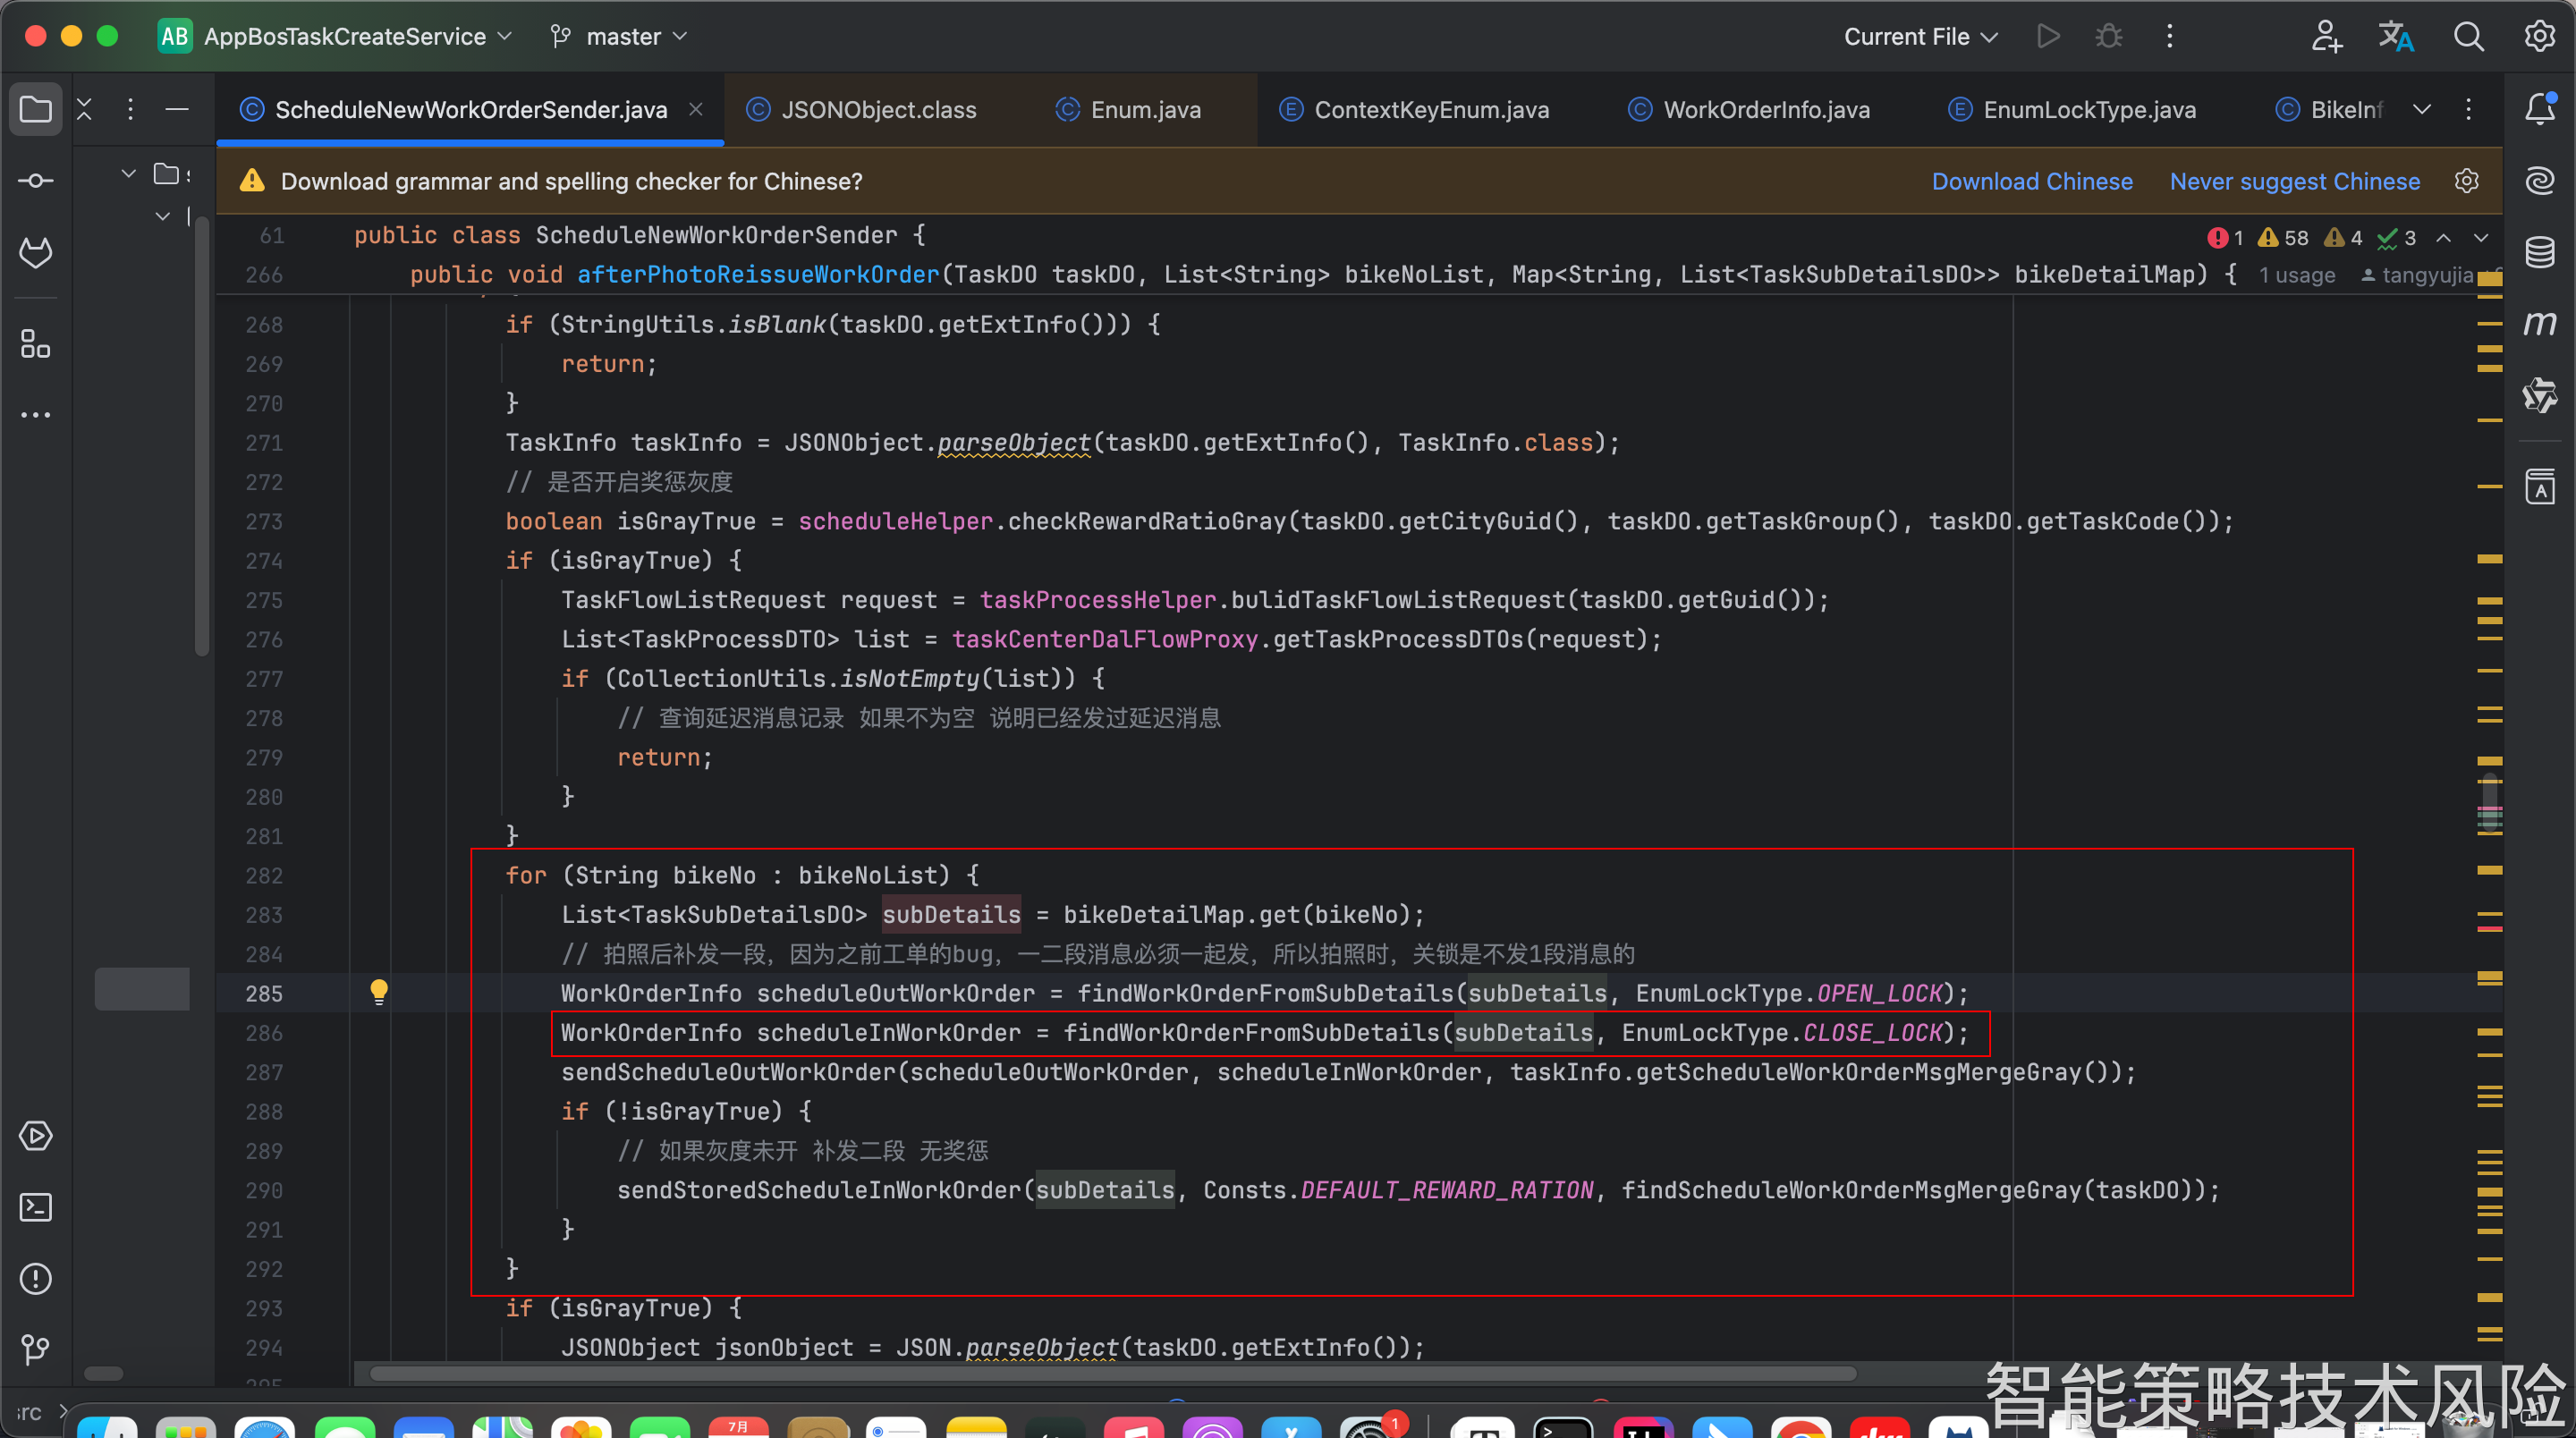 AB AppBosTaskCreateService master Current File
ScheduleNewWorkOrderSender.java JSONObject.class Enum.java ContextKeyEnum.java WorkOrderInfo.java EnumLockType.java BikeInf
Download grammar and spelling checker for Chinese? Download Chinese Never suggest Chinese
61 public class ScheduleNewWorkOrderSender { 1 58 4 3
266 public void afterPhotoReissueWorkOrder(TaskDO taskDO, List<String> bikeNoList, Map<String, List<TaskSubDetailsDO>> bikeDetailMap) { 1 usage tangyujia
268 if (StringUtils.isBlank(taskDO.getExtInfo())) {
269 return;
270 }
271 TaskInfo taskInfo = JSONObject.parseObject(taskDO.getExtInfo(), TaskInfo.class);
272 // 是否开启奖惩灰度
273 boolean isGrayTrue = scheduleHelper.checkRewardRatioGray(taskDO.getCityGuid(), taskDO.getTaskGroup(), taskDO.getTaskCode());
274 if (isGrayTrue) {
275 TaskFlowListRequest request = taskProcessHelper.bulidTaskFlowListRequest(taskDO.getGuid());
276 List<TaskProcessDTO> list = taskCenterDalFlowProxy.getTaskProcessDTOs(request);
277 if (CollectionUtils.isNotEmpty(list)) {
278 // 查询延迟消息记录 如果不为空 说明已经发过延迟消息
279 return;
280 }
281 }
282 for (String bikeNo : bikeNoList) {
283 List<TaskSubDetailsDO> subDetails = bikeDetailMap.get(bikeNo);
284 // 拍照后补发一段，因为之前工单的bug，一二段消息必须一起发，所以拍照时，关锁是不发1段消息的
285 WorkOrderInfo scheduleOutWorkOrder = findWorkOrderFromSubDetails(subDetails, EnumLockType.OPEN_LOCK);
286 WorkOrderInfo scheduleInWorkOrder = findWorkOrderFromSubDetails(subDetails, EnumLockType.CLOSE_LOCK);
287 sendScheduleOutWorkOrder(scheduleOutWorkOrder, scheduleInWorkOrder, taskInfo.getScheduleWorkOrderMsgMergeGray());
288 if (!isGrayTrue) {
289 // 如果灰度未开 补发二段 无奖惩
290 sendStoredScheduleInWorkOrder(subDetails, Consts.DEFAULT_REWARD_RATION, findScheduleWorkOrderMsgMergeGray(taskDO));
291 }
292 }
293 if (isGrayTrue) {
294 JSONObject jsonObject = JSON.parseObject(taskDO.getExtInfo());
智能策略技术风险
7月
1